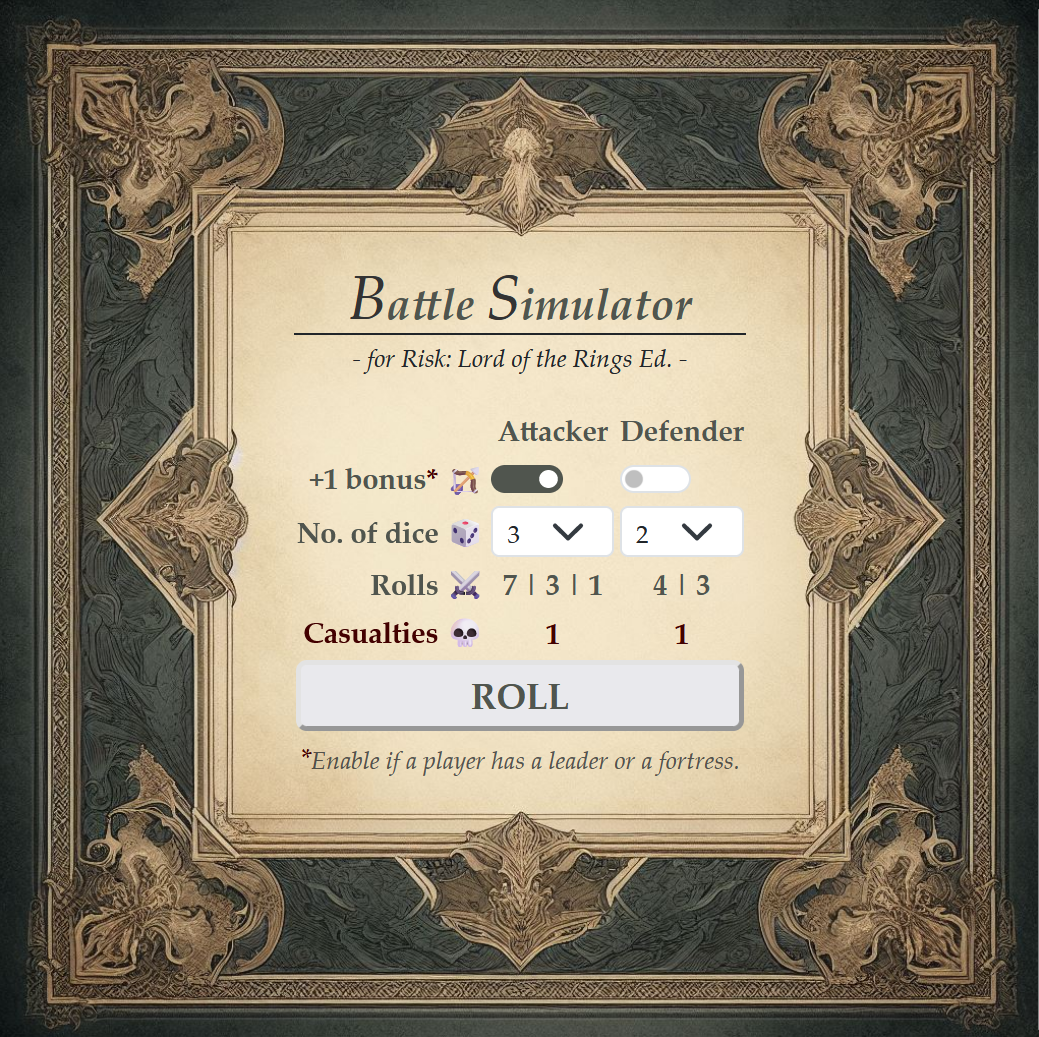 Battle Simulator
- for Risk: Lord of the Rings Ed. -
Attacker Defender
+1 bonus*
No. of dice 3 2
Rolls 7 | 3 | 1 4 | 3
Casualties 1 1
ROLL
*Enable if a player has a leader or a fortress.